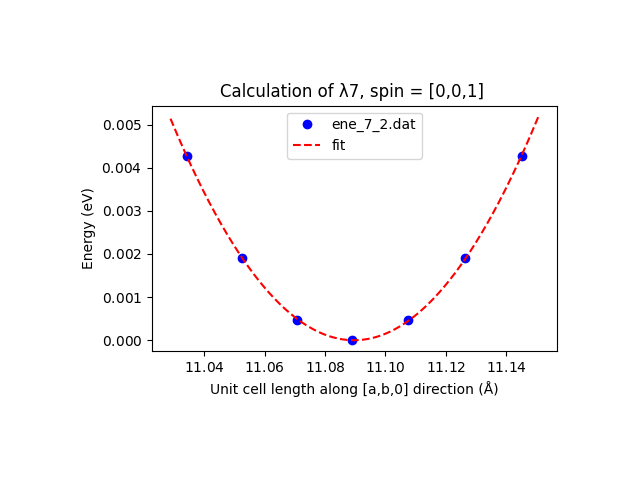 Calculation of λ7, spin = [0,0,1]
ene_7_2.dat
fit
Energy (eV)
0.005
0.004
0.003
0.002
0.001
0.000
11.04 11.06 11.08 11.10 11.12 11.14
Unit cell length along [a,b,0] direction (Å)